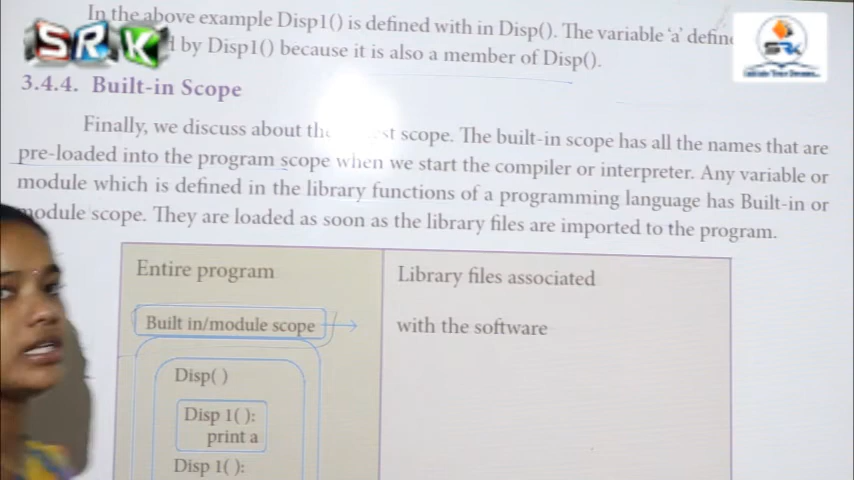 In the above example Disp1() is defined with in Disp(). The variable 'a' define
SRK
d by Disp1() because it is also a member of Disp().
SRK
3.4.4. Built-in Scope
Finally, we discuss about the st scope. The built-in scope has all the names that are
pre-loaded into the program scope when we start the compiler or interpreter. Any variable or
module which is defined in the library functions of a programming language has Built-in or
module scope. They are loaded as soon as the library files are imported to the program.
Entire program
Library files associated
Built in/module scope
with the software
Disp( )
Disp 1( ):
print a
Disp 1( ):